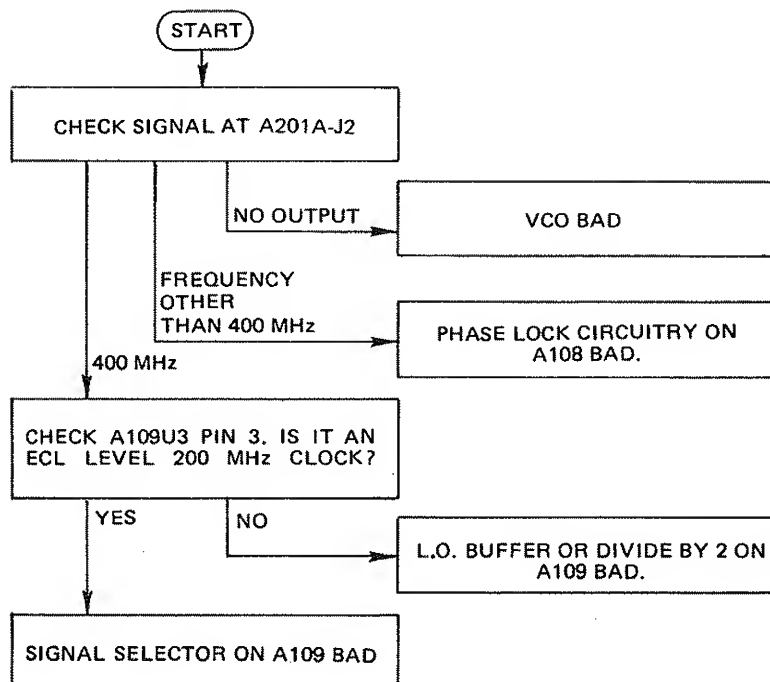 START
CHECK SIGNAL AT A201A-J2
NO OUTPUT
VCO BAD
FREQUENCY
OTHER
THAN 400 MHz
PHASE LOCK CIRCUITRY ON
A108 BAD.
400 MHz
CHECK A109U3 PIN 3. IS IT AN
ECL LEVEL 200 MHz CLOCK?
YES
NO
L.O. BUFFER OR DIVIDE BY 2 ON
A109 BAD.
SIGNAL SELECTOR ON A109 BAD